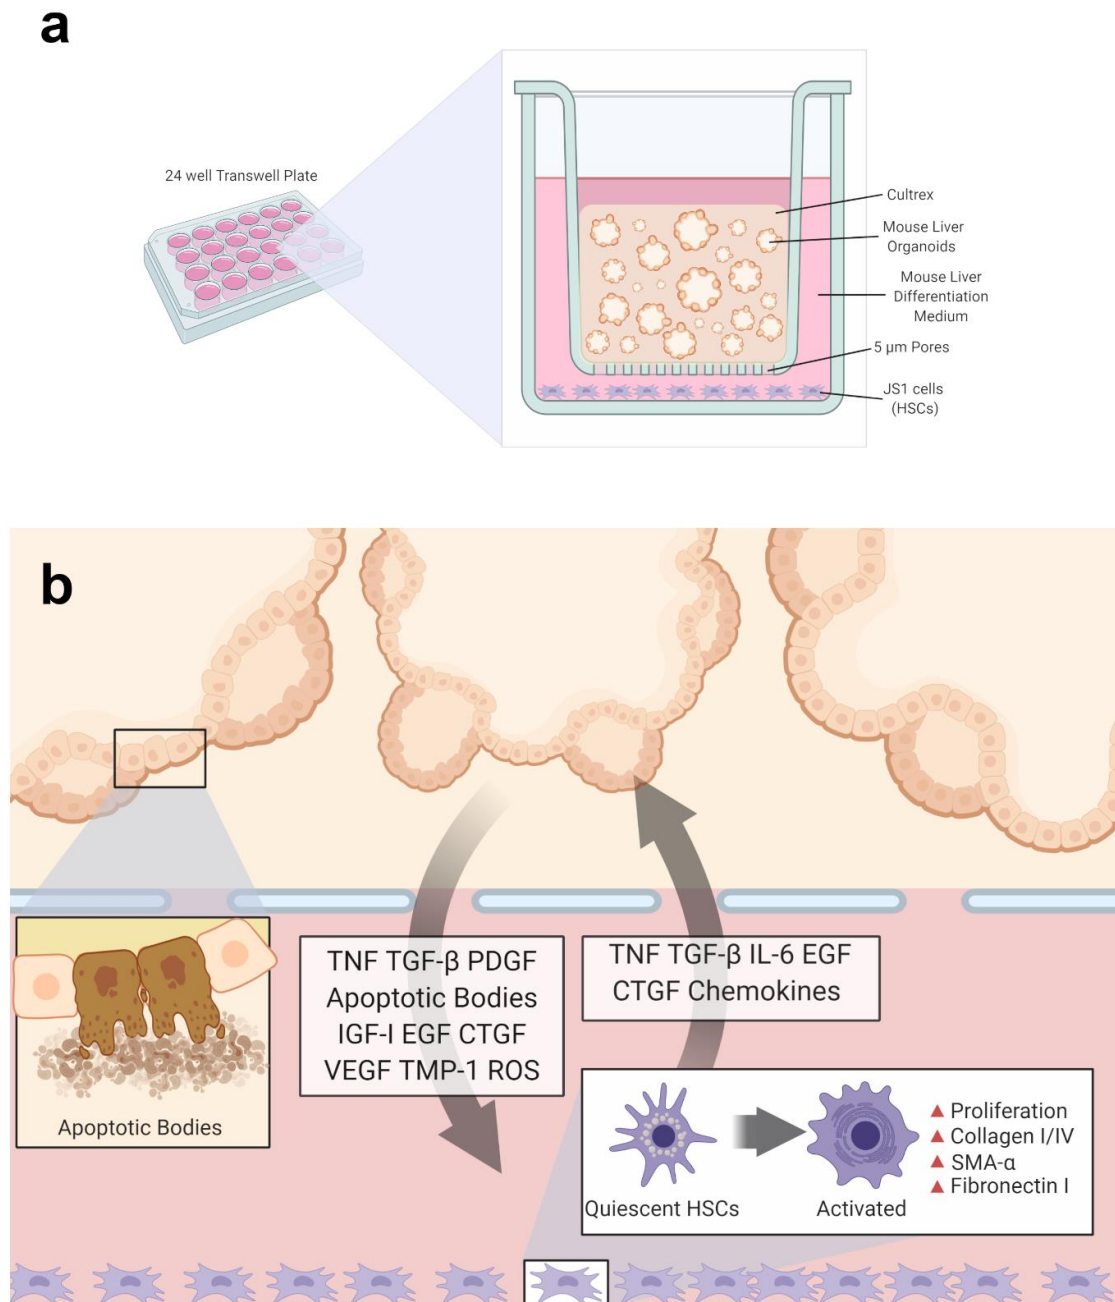 a
24 well Transwell Plate
Cultrex
Mouse Liver
Organoids
Mouse Liver
Differentiation
Medium
5 µm Pores
JS1 cells
(HSCs)
b
TNF TGF-β PDGF
Apoptotic Bodies
IGF-I EGF CTGF
VEGF TMP-1 ROS
TNF TGF-β IL-6 EGF
CTGF Chemokines
Apoptotic Bodies
Quiescent HSCs
Activated
Proliferation
Collagen I/IV
SMA-α
Fibronectin I